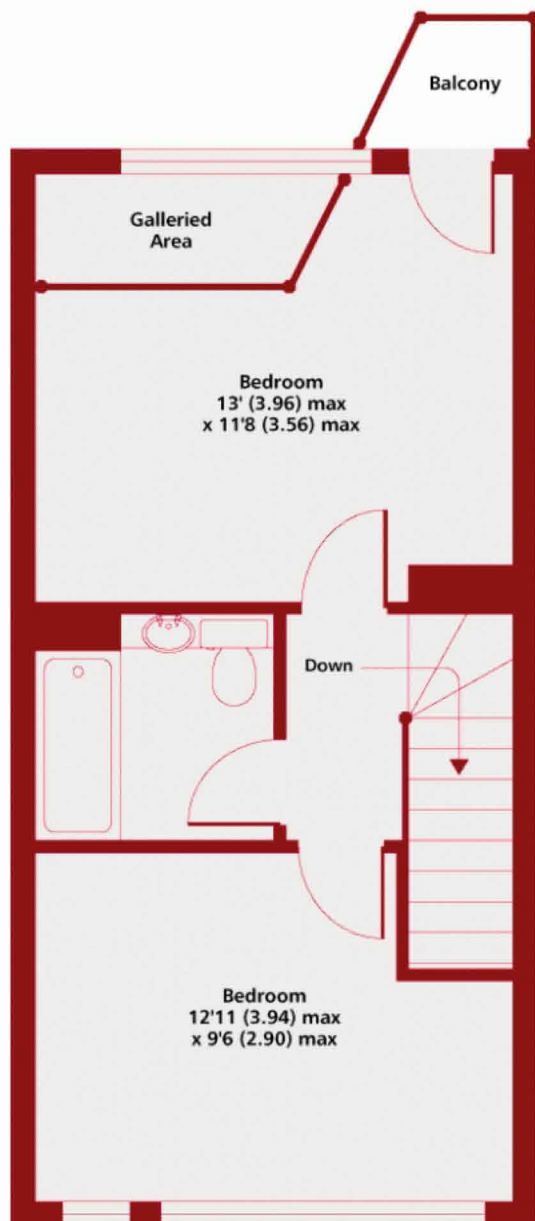 Balcony
Galleried
Area
Bedroom
13' (3.96) max
x 11'8 (3.56) max
Down
Bedroom
12'11 (3.94) max
x 9'6 (2.90) max